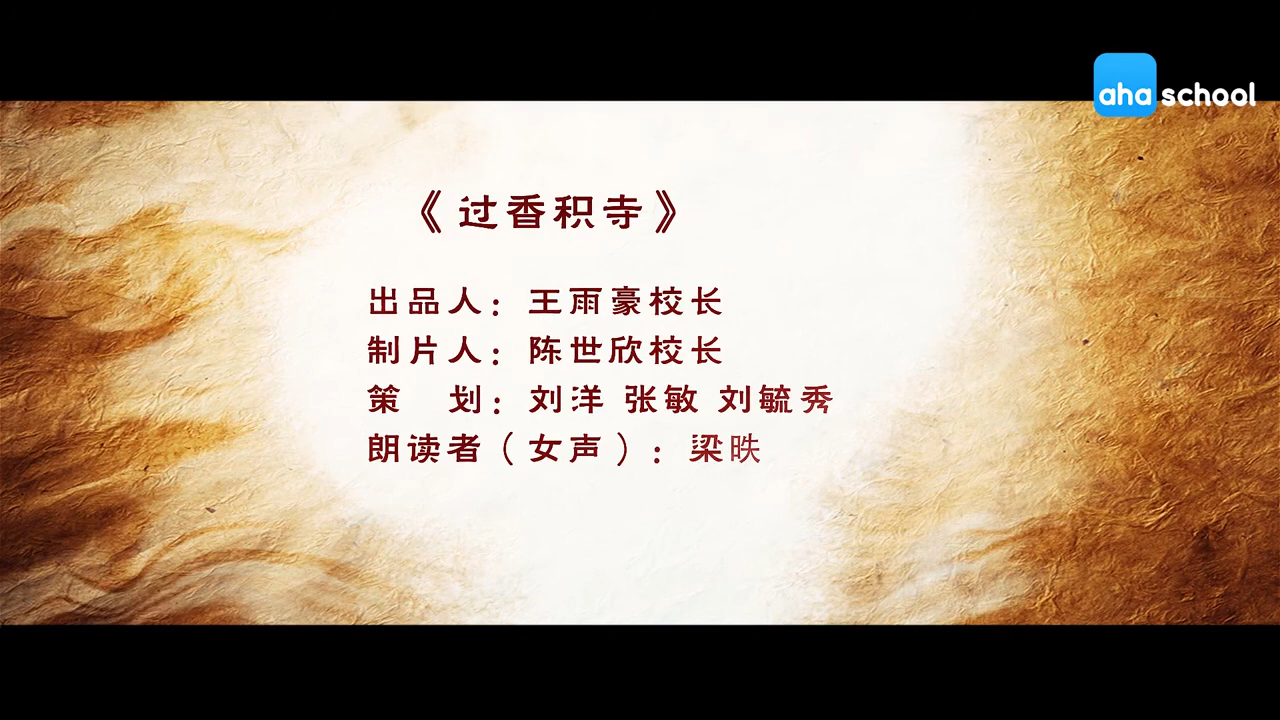 aha school
《过香积寺》
出品人：王雨豪校长
制片人：陈世欣校长
策　划：刘洋 张敏 刘毓秀
朗读者（女声）：梁昳